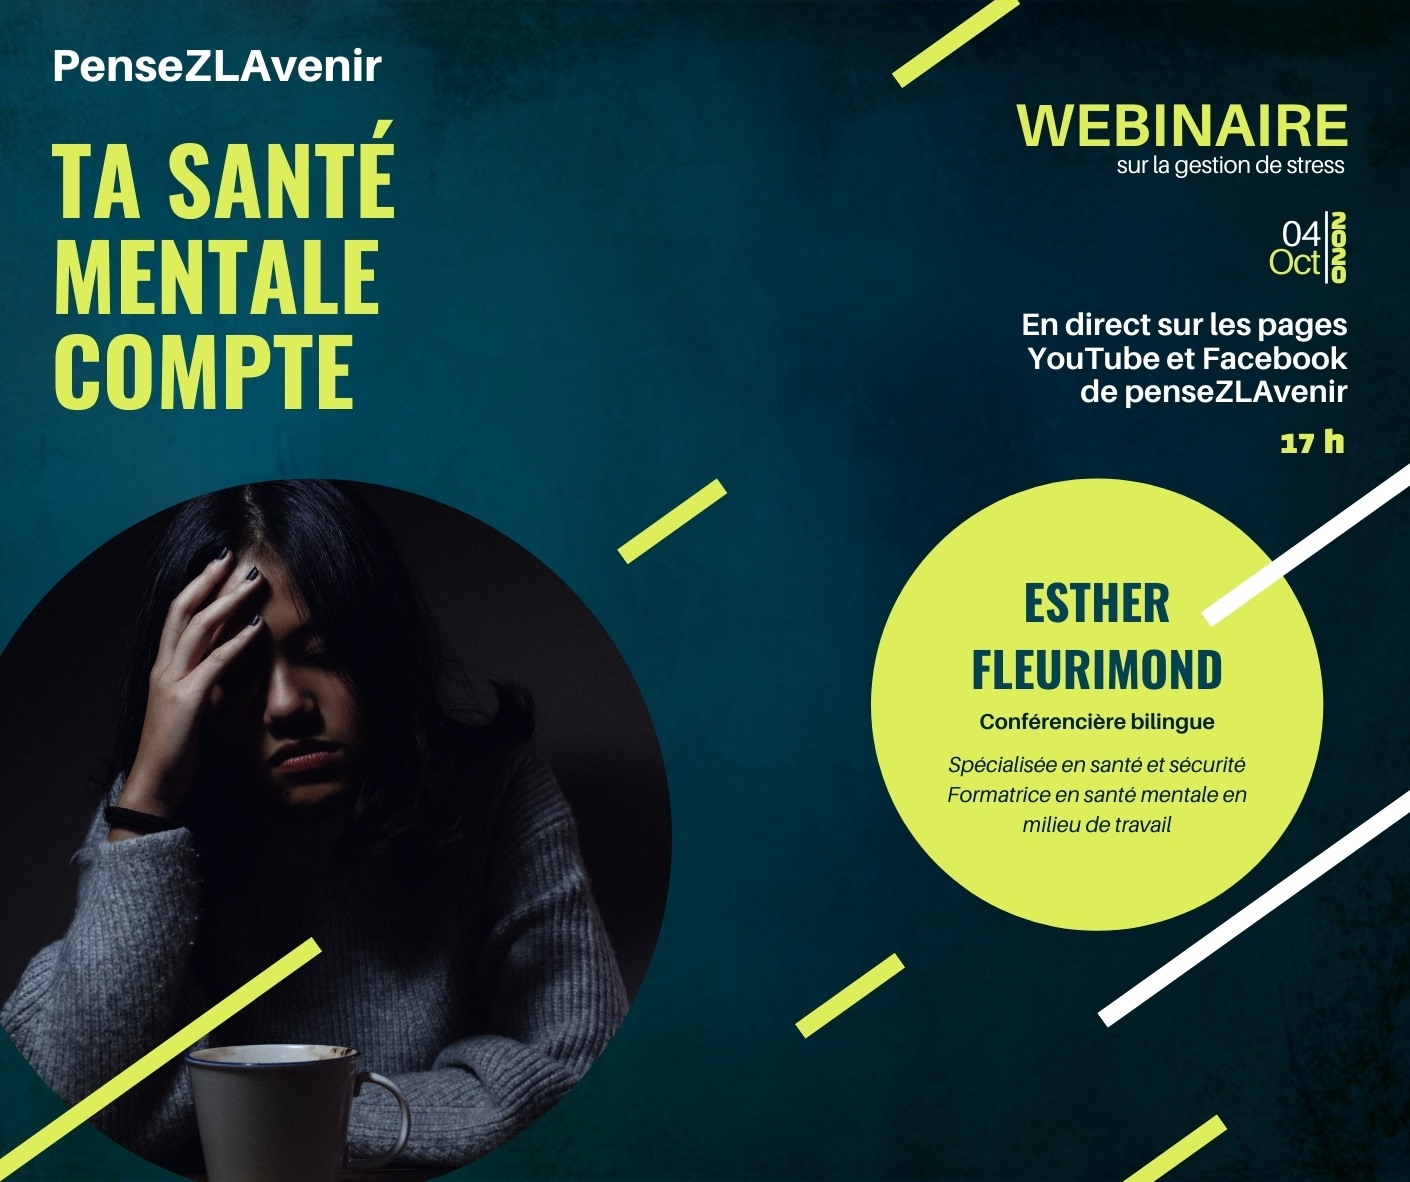 PenseZLAvenir
TA SANTÉ
MENTALE
COMPTE
WEBINAIRE
sur la gestion de stress
04
Oct
2020
En direct sur les pages
YouTube et Facebook
de penseZLAvenir
17 h
ESTHER
FLEURIMOND
Conférencière bilingue
Spécialisée en santé et sécurité
Formatrice en santé mentale en
milieu de travail